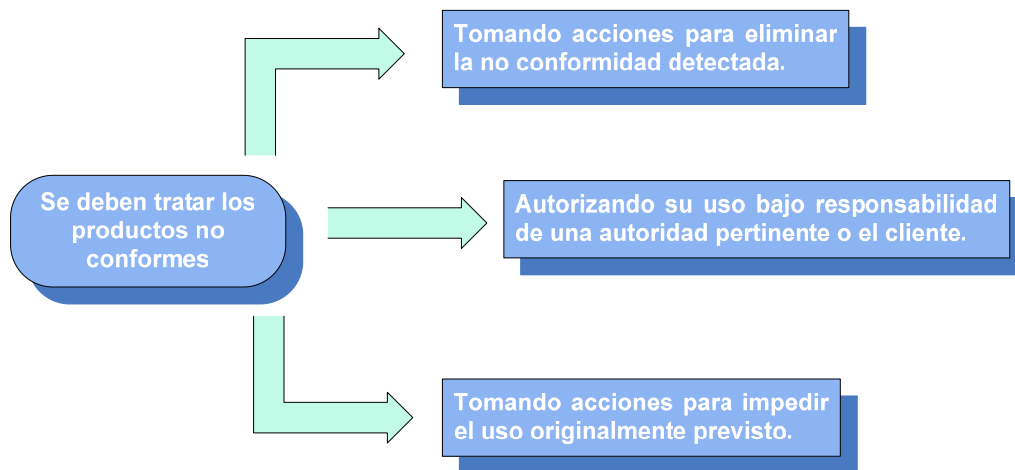 Tomando acciones para eliminar
la no conformidad detectada.
Se deben tratar los
productos no
conformes
Autorizando su uso bajo responsabilidad
de una autoridad pertinente o el cliente.
Tomando acciones para impedir
el uso originalmente previsto.